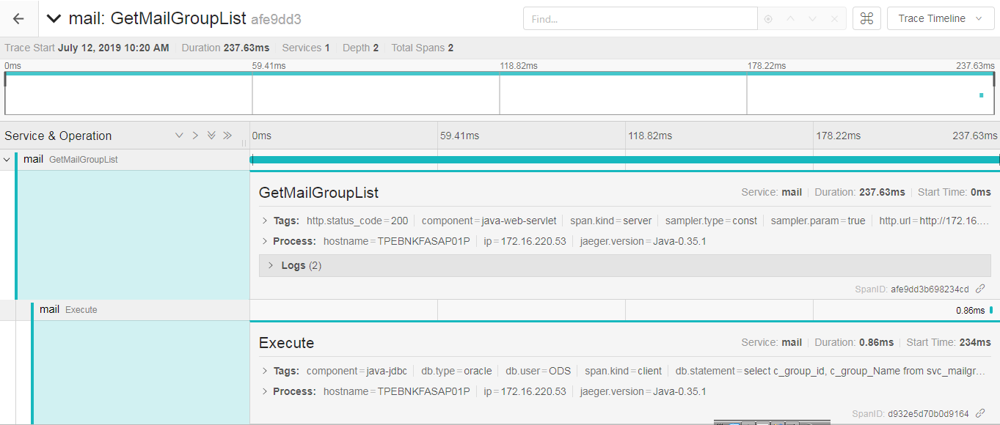 mail: GetMailGroupList afe9dd3 Find... ⌘ Trace Timeline
Trace Start July 12, 2019 10:20 AM Duration 237.63ms Services 1 Depth 2 Total Spans 2
0ms 59.41ms 118.82ms 178.22ms 237.63ms
Service & Operation 0ms 59.41ms 118.82ms 178.22ms 237.63ms
mail GetMailGroupList
GetMailGroupList Service: mail Duration: 237.63ms Start Time: 0ms
Tags: http.status_code = 200 component = java-web-servlet span.kind = server sampler.type = const sampler.param = true http.url = http://172.16....
Process: hostname = TPEBNKFASAP01P ip = 172.16.220.53 jaeger.version = Java-0.35.1
Logs (2)
SpanID: afe9dd3b698234cd
mail Execute 0.86ms
Execute Service: mail Duration: 0.86ms Start Time: 234ms
Tags: component = java-jdbc db.type = oracle db.user = ODS span.kind = client db.statement = select c_group_id, c_group_Name from svc_mailgr...
Process: hostname = TPEBNKFASAP01P ip = 172.16.220.53 jaeger.version = Java-0.35.1
SpanID: d932e5d70b0d9164